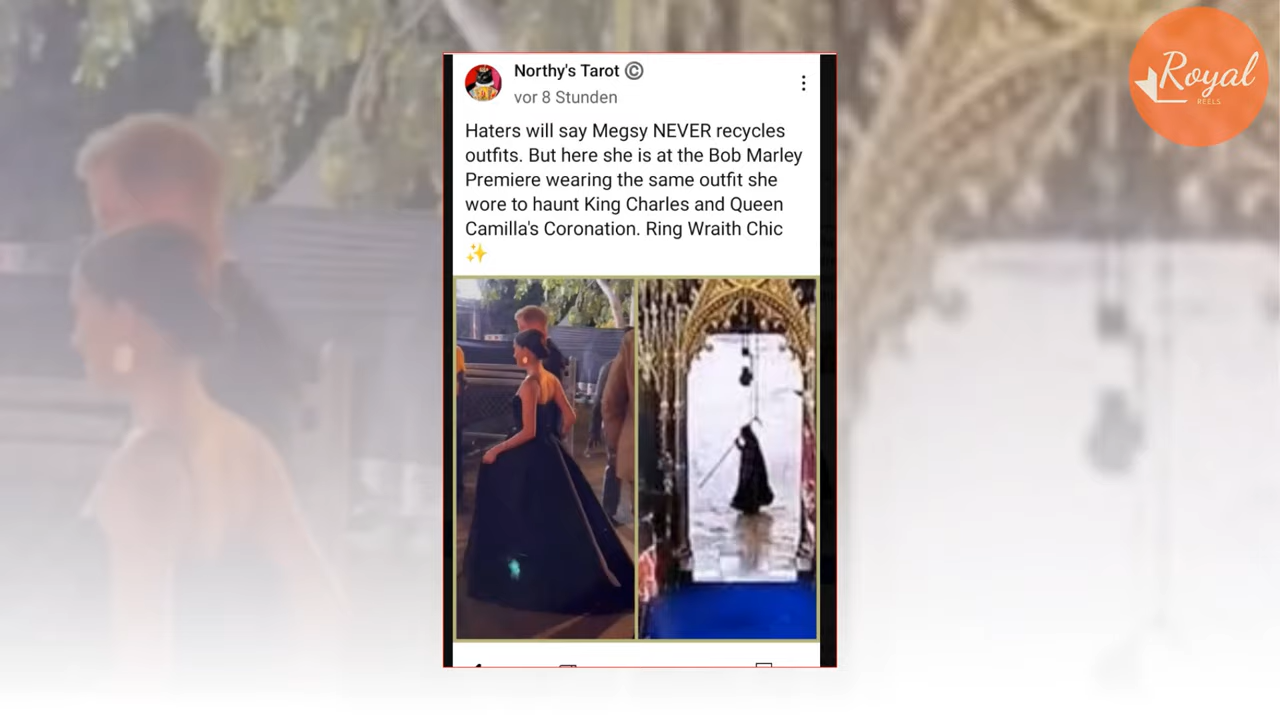 Royal
REELS
Northy's Tarot ©
vor 8 Stunden
Haters will say Megsy NEVER recycles
outfits. But here she is at the Bob Marley
Premiere wearing the same outfit she
wore to haunt King Charles and Queen
Camilla's Coronation. Ring Wraith Chic
✨